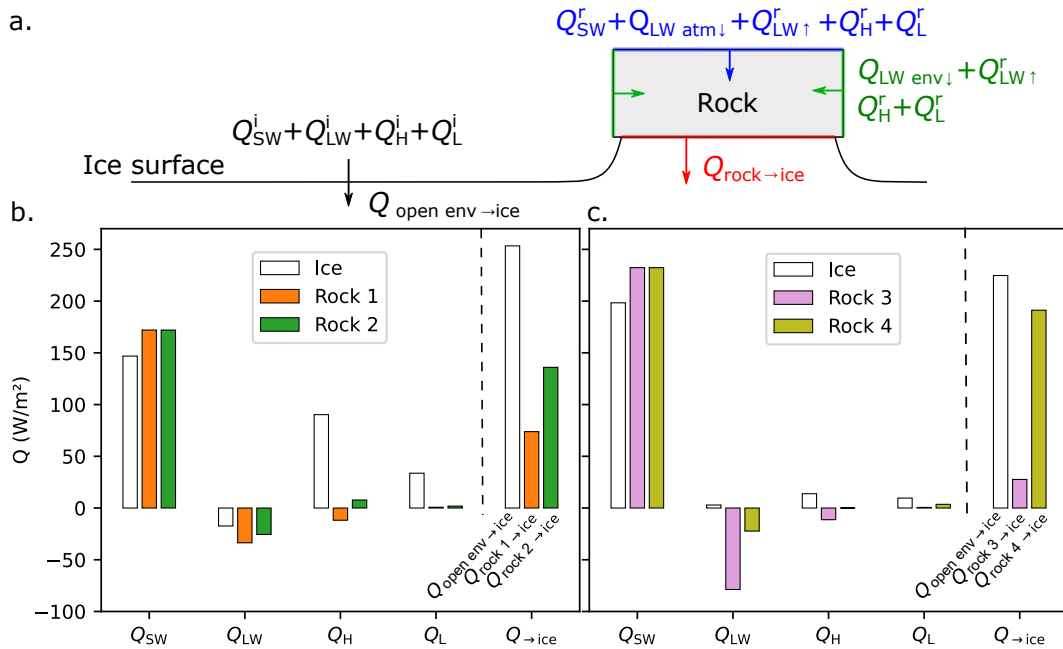 a.
Q^r_SW+Q_LW atm↓+Q^r_LW↑+Q^r_H+Q^r_L
Q_LW env↓+Q^r_LW↑
Q^r_H+Q^r_L
Rock
Q^i_SW+Q^i_LW+Q^i_H+Q^i_L
Ice surface
Q_rock→ice
Q_open env→ice
b.
c.
Q (W/m²)
250
200
150
100
50
0
−50
−100
Ice
Rock 1
Rock 2
Q_open env→ice
Q_rock 1→ice
Q_rock 2→ice
Q_SW
Q_LW
Q_H
Q_L
Q_→ice
Ice
Rock 3
Rock 4
Q_open env→ice
Q_rock 3→ice
Q_rock 4→ice
Q_SW
Q_LW
Q_H
Q_L
Q_→ice